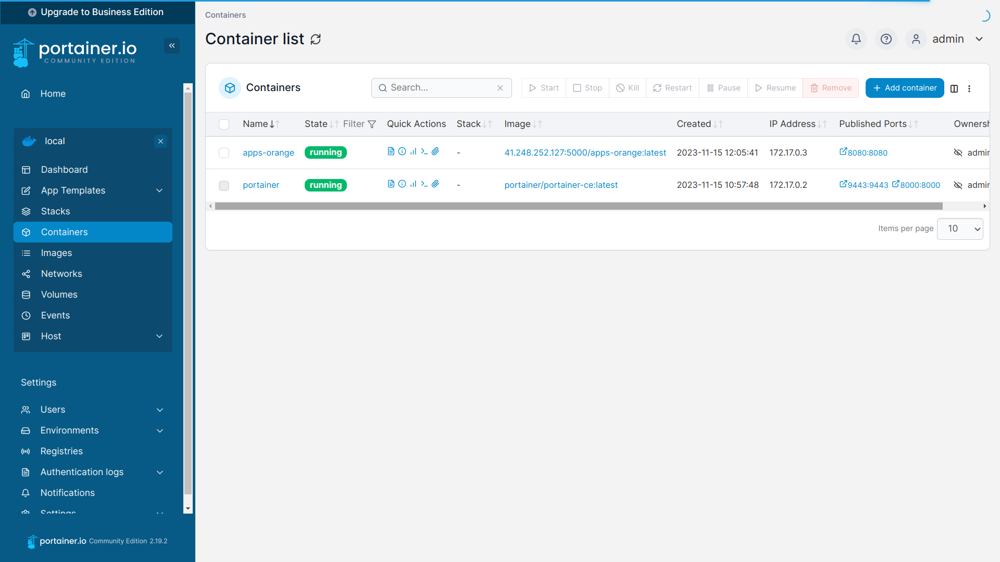 Upgrade to Business Edition
portainer.io
COMMUNITY EDITION
Home
local
Dashboard
App Templates
Stacks
Containers
Images
Networks
Volumes
Events
Host
Settings
Users
Environments
Registries
Authentication logs
Notifications
Settings
portainer.io Community Edition 2.19.2
Containers
Container list
admin
Containers
Search...
Start Stop Kill Restart Pause Resume Remove Add container
Name State Filter Quick Actions Stack Image Created IP Address Published Ports Ownersh
apps-orange running - 41.248.252.127:5000/apps-orange:latest 2023-11-15 12:05:41 172.17.0.3 8080:8080 admin
portainer running - portainer/portainer-ce:latest 2023-11-15 10:57:48 172.17.0.2 9443:9443 8000:8000 admin
Items per page 10